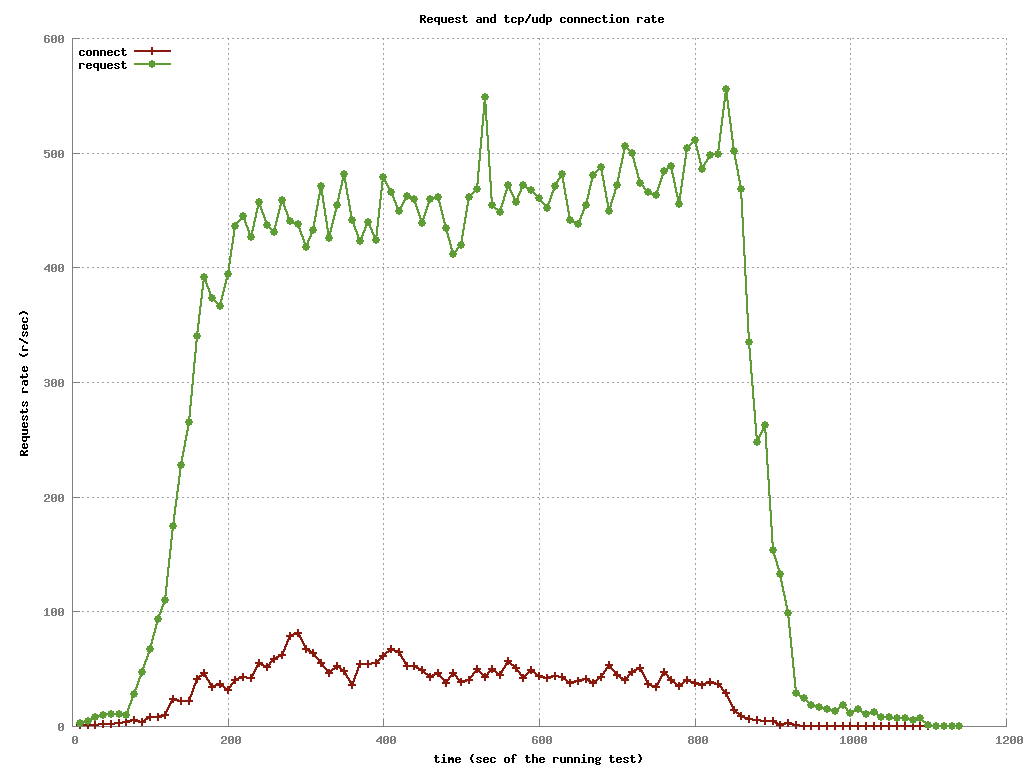 Request and tcp/udp connection rate
600
connect
request
500
400
Requests rate (r/sec)
300
200
100
0
0 200 400 600 800 1000 1200
time (sec of the running test)